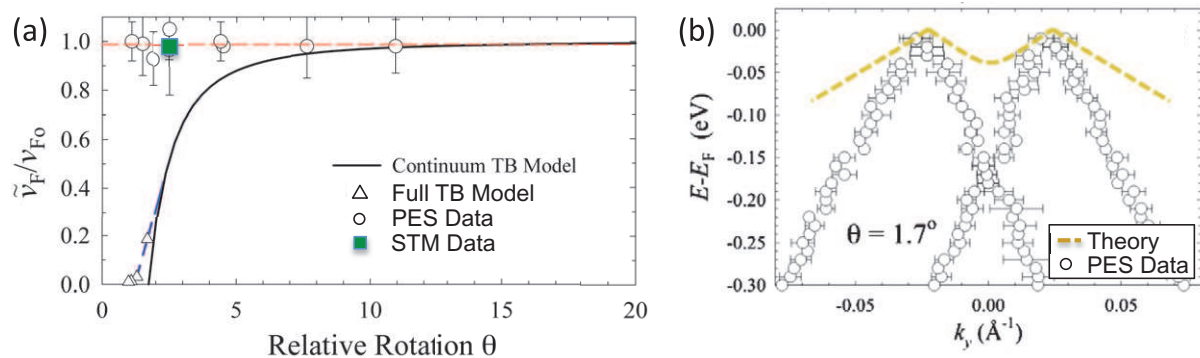 (a)
1.0
0.8
0.6
0.4
0.2
0.0
ṽF/vFo
Continuum TB Model
Full TB Model
PES Data
STM Data
0 5 10 15 20
Relative Rotation θ
(b)
0.00
-0.05
-0.10
-0.15
-0.20
-0.25
-0.30
E-EF (eV)
θ = 1.7°
Theory
PES Data
-0.05 0.00 0.05
ky (Å-1)